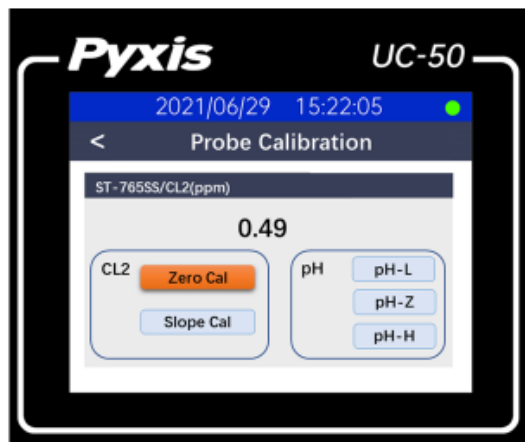 Pyxis UC-50
2021/06/29 15:22:05
< Probe Calibration
ST-765SS/CL2(ppm)
0.49
CL2
Zero Cal
Slope Cal
pH
pH-L
pH-Z
pH-H